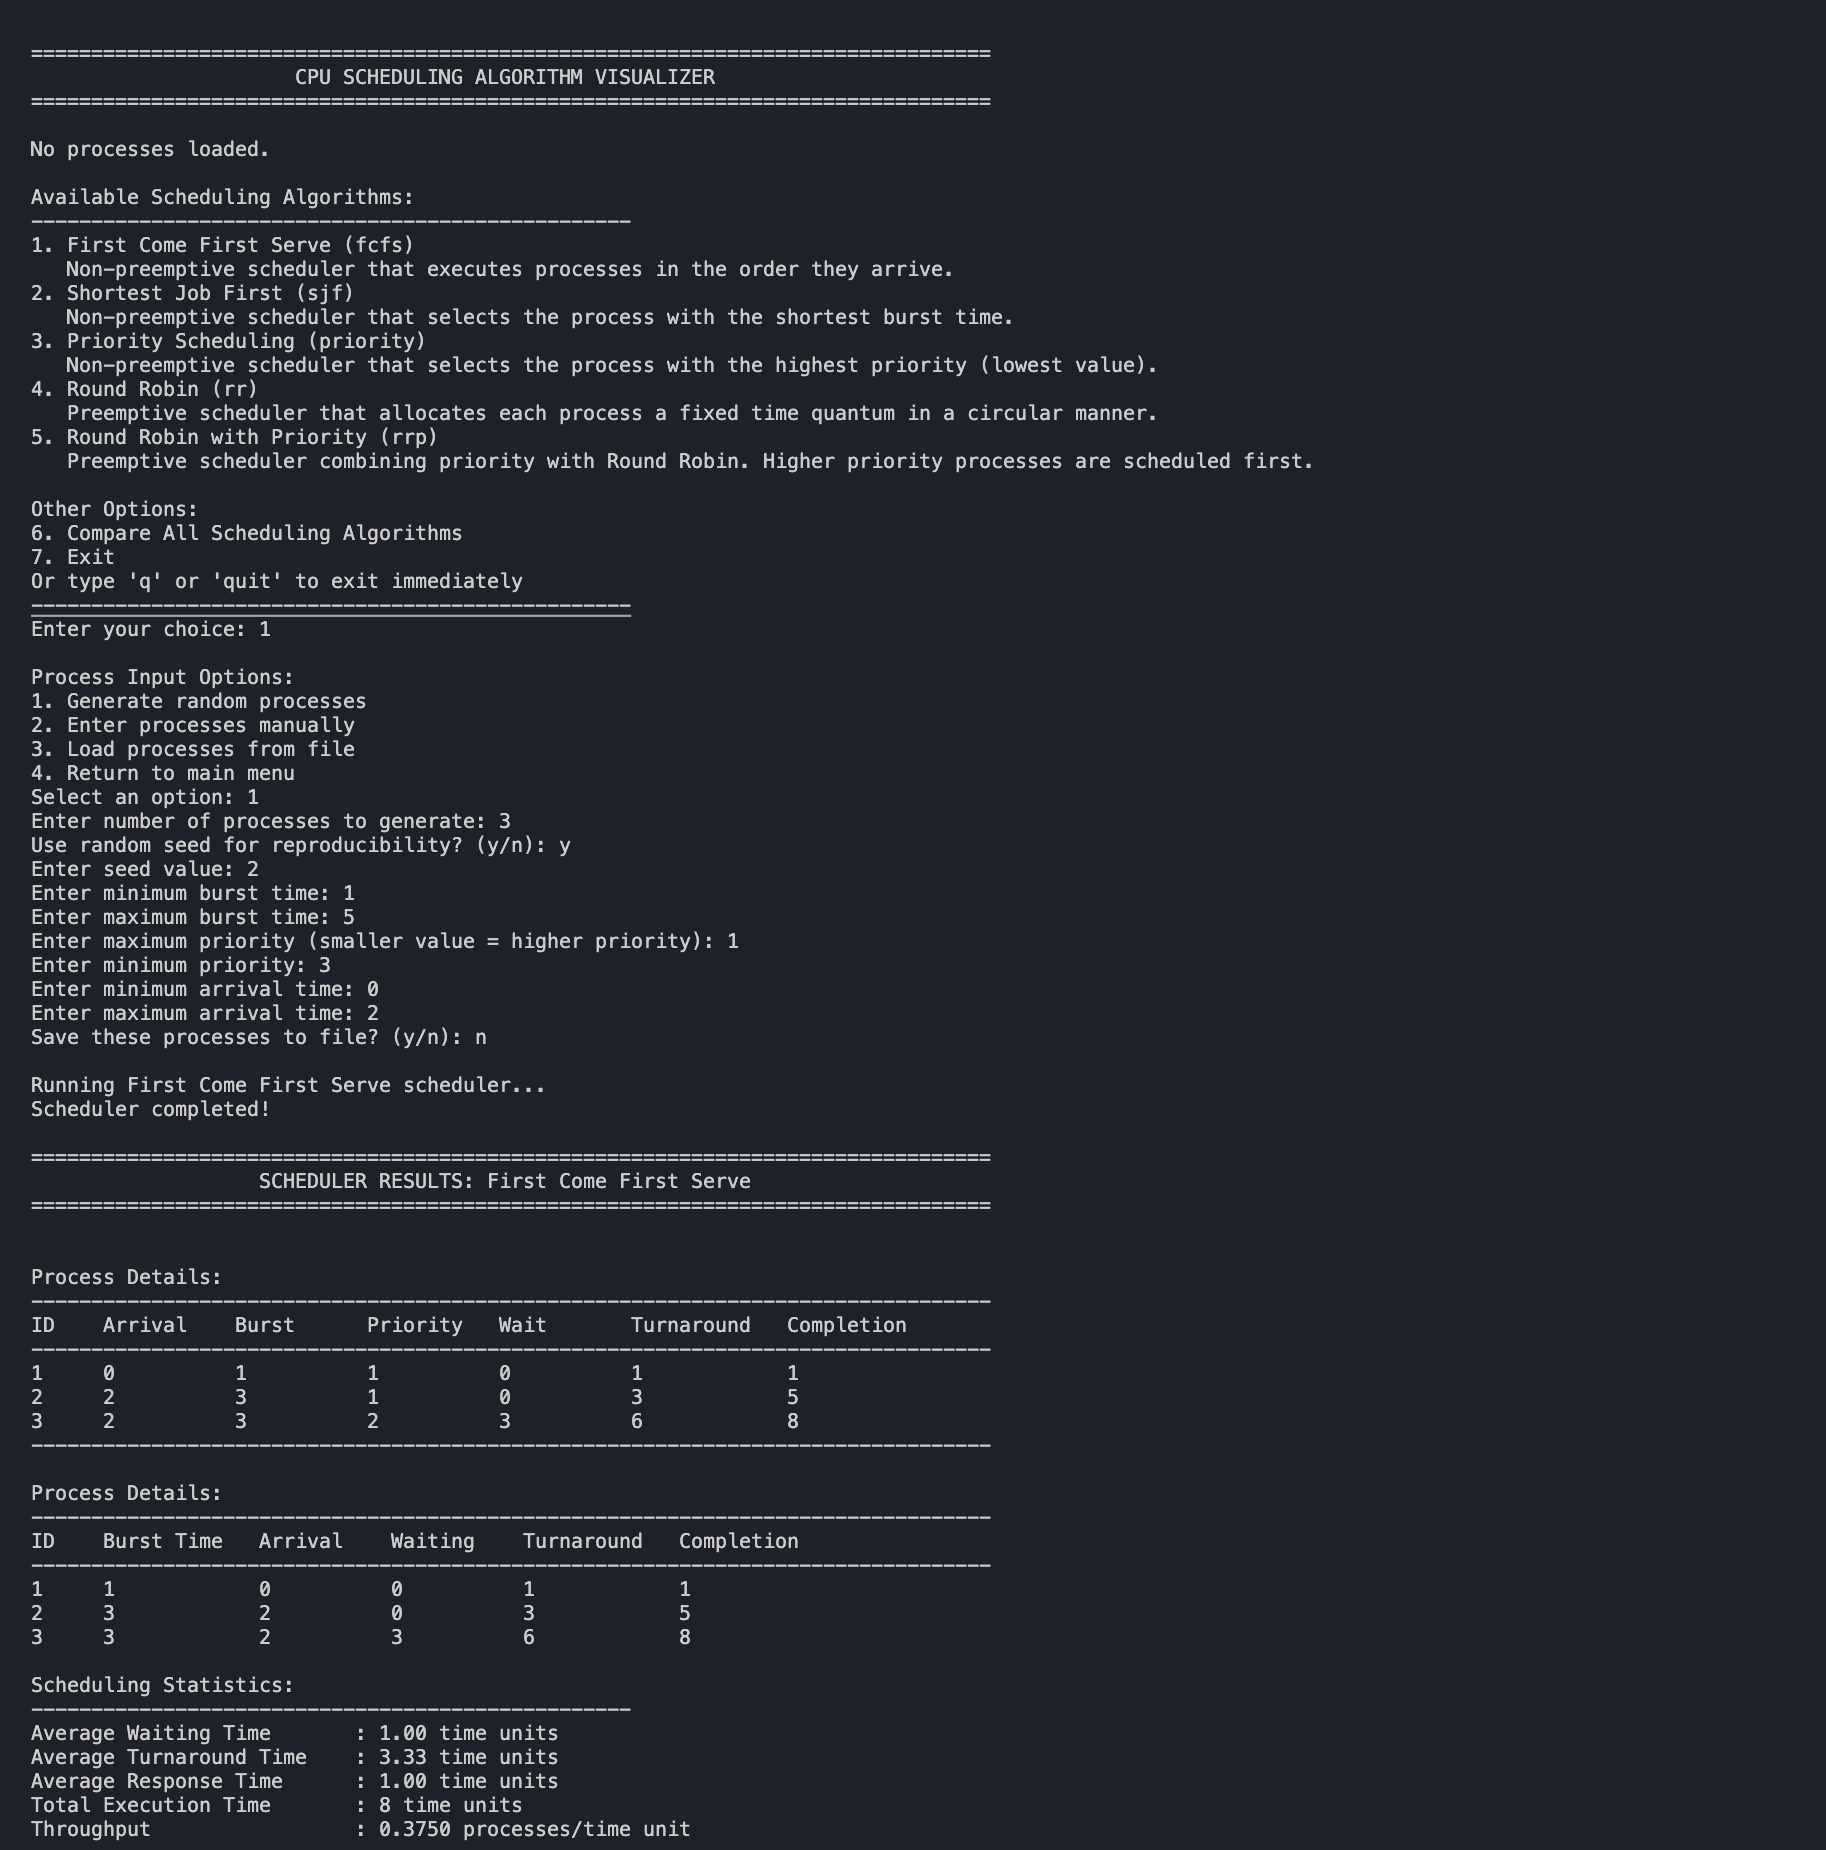 ================================================================================
CPU SCHEDULING ALGORITHM VISUALIZER
================================================================================
No processes loaded.
Available Scheduling Algorithms:
--------------------------------------------------
1. First Come First Serve (fcfs)
Non-preemptive scheduler that executes processes in the order they arrive.
2. Shortest Job First (sjf)
Non-preemptive scheduler that selects the process with the shortest burst time.
3. Priority Scheduling (priority)
Non-preemptive scheduler that selects the process with the highest priority (lowest value).
4. Round Robin (rr)
Preemptive scheduler that allocates each process a fixed time quantum in a circular manner.
5. Round Robin with Priority (rrp)
Preemptive scheduler combining priority with Round Robin. Higher priority processes are scheduled first.
Other Options:
6. Compare All Scheduling Algorithms
7. Exit
Or type 'q' or 'quit' to exit immediately
--------------------------------------------------
Enter your choice: 1
Process Input Options:
1. Generate random processes
2. Enter processes manually
3. Load processes from file
4. Return to main menu
Select an option: 1
Enter number of processes to generate: 3
Use random seed for reproducibility? (y/n): y
Enter seed value: 2
Enter minimum burst time: 1
Enter maximum burst time: 5
Enter maximum priority (smaller value = higher priority): 1
Enter minimum priority: 3
Enter minimum arrival time: 0
Enter maximum arrival time: 2
Save these processes to file? (y/n): n
Running First Come First Serve scheduler...
Scheduler completed!
================================================================================
SCHEDULER RESULTS: First Come First Serve
================================================================================
Process Details:
--------------------------------------------------------------------------------
ID    Arrival    Burst      Priority   Wait       Turnaround   Completion
--------------------------------------------------------------------------------
1     0          1          1          0          1            1
2     2          3          1          0          3            5
3     2          3          2          3          6            8
--------------------------------------------------------------------------------
Process Details:
--------------------------------------------------------------------------------
ID    Burst Time   Arrival    Waiting    Turnaround   Completion
--------------------------------------------------------------------------------
1     1            0          0          1            1
2     3            2          0          3            5
3     3            2          3          6            8
Scheduling Statistics:
--------------------------------------------------
Average Waiting Time       : 1.00 time units
Average Turnaround Time    : 3.33 time units
Average Response Time      : 1.00 time units
Total Execution Time       : 8 time units
Throughput                 : 0.3750 processes/time unit